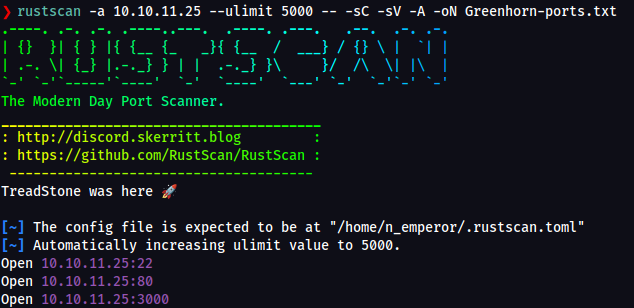 ❯ rustscan -a 10.10.11.25 --ulimit 5000 -- -sC -sV -A -oN Greenhorn-ports.txt
.----. .-. .-. .----..---.  .----. .---.   .--.  .-. .-.
| {}  }| { } |{ {__ {_   _}{ {__  /  ___} / {} \ |  `| |
| .-. \| {_} |.-._} } | |  .-._} }\     }/  /\  \| |\  |
`-' `-'`-----'`----'  `-'  `----'  `---' `-'  `-'`-' `-'
The Modern Day Port Scanner.
________________________________________
: http://discord.skerritt.blog         :
: https://github.com/RustScan/RustScan :
 --------------------------------------
TreadStone was here 🚀
[~] The config file is expected to be at "/home/n_emperor/.rustscan.toml"
[~] Automatically increasing ulimit value to 5000.
Open 10.10.11.25:22
Open 10.10.11.25:80
Open 10.10.11.25:3000